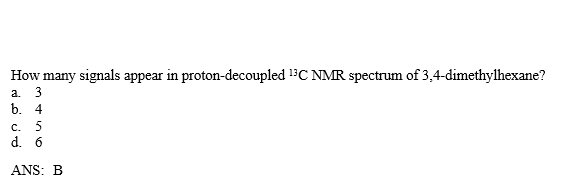 How many signals appear in proton-decoupled ¹³C NMR spectrum of 3,4-dimethylhexane?
a. 3
b. 4
c. 5
d. 6
ANS: B